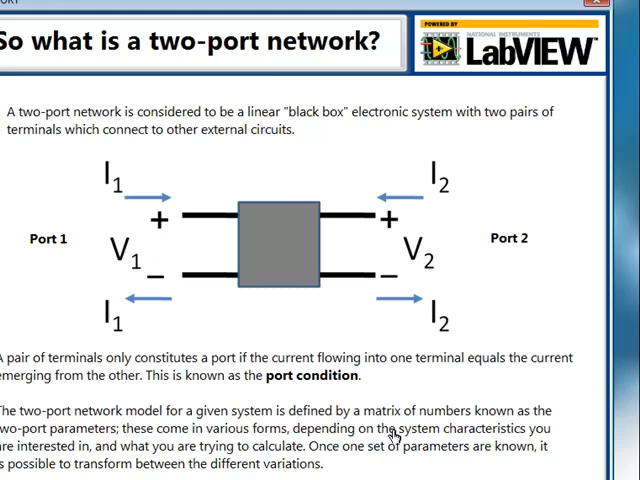 So what is a two-port network?
POWERED BY
NATIONAL INSTRUMENTS
LabVIEW™
A two-port network is considered to be a linear "black box" electronic system with two pairs of
terminals which connect to other external circuits.
I1
I2
+
+
Port 1
V1
V2
Port 2
−
−
I1
I2
A pair of terminals only constitutes a port if the current flowing into one terminal equals the current
emerging from the other. This is known as the port condition.
The two-port network model for a given system is defined by a matrix of numbers known as the
two-port parameters; these come in various forms, depending on the system characteristics you
are interested in, and what you are trying to calculate. Once one set of parameters are known, it
is possible to transform between the different variations.